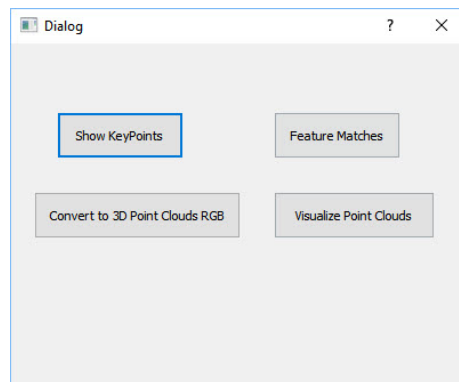 Dialog ?
Show KeyPoints Feature Matches
Convert to 3D Point Clouds RGB Visualize Point Clouds